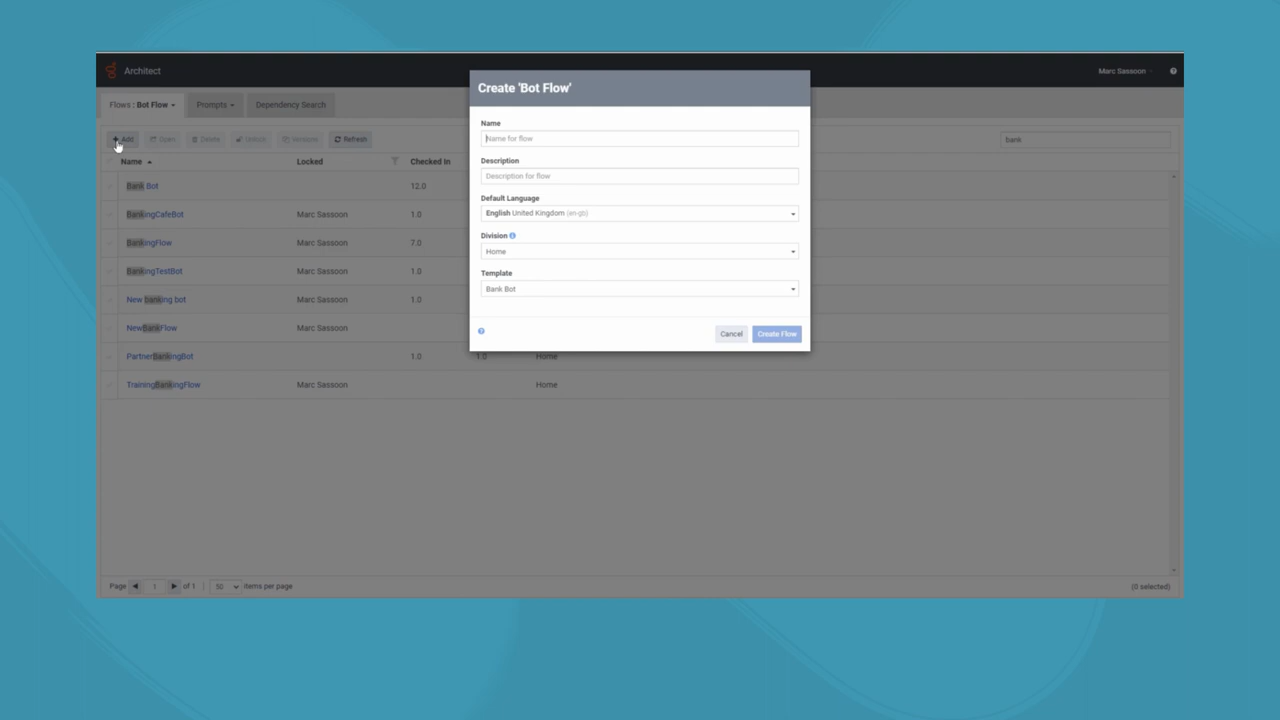 Architect
Marc Sassoon
Flows : Bot Flow
Prompts
Dependency Search
Add
Open
Delete
Unlock
Versions
Refresh
bank
Name
Locked
Checked In
Bank Bot
12.0
BankingCafeBot
Marc Sassoon
1.0
BankingFlow
Marc Sassoon
7.0
BankingTestBot
Marc Sassoon
1.0
New banking bot
Marc Sassoon
1.0
NewBankFlow
Marc Sassoon
PartnerBankingBot
1.0
1.0
Home
TrainingBankingFlow
Marc Sassoon
Home
Page
1
of 1
50
items per page
(0 selected)
Create 'Bot Flow'
Name
Name for flow
Description
Description for flow
Default Language
English United Kingdom (en-gb)
Division
Home
Template
Bank Bot
Cancel
Create Flow